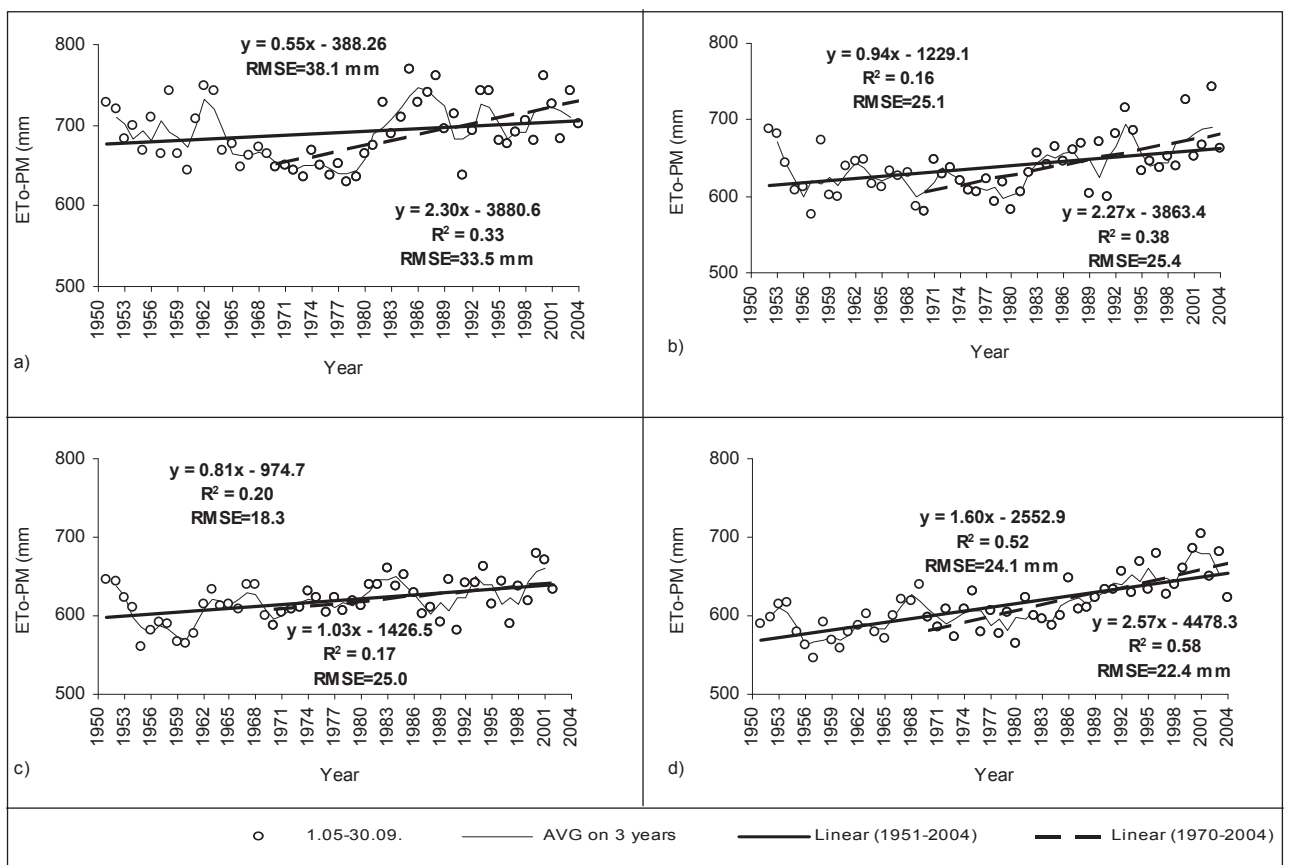 y = 0.55x - 388.26
RMSE=38.1 mm
800
700
600
500
ETo-PM (mm)
y = 2.30x - 3880.6
R² = 0.33
RMSE=33.5 mm
1950 1953 1956 1959 1962 1965 1968 1971 1974 1977 1980 1983 1986 1989 1992 1995 1998 2001 2004
a)
Year
y = 0.94x - 1229.1
R² = 0.16
RMSE=25.1
800
700
600
500
ETo-PM (mm)
y = 2.27x - 3863.4
R² = 0.38
RMSE=25.4
1950 1953 1956 1959 1962 1965 1968 1971 1974 1977 1980 1983 1986 1989 1992 1995 1998 2001 2004
b)
Year
y = 0.81x - 974.7
R² = 0.20
RMSE=18.3
800
700
600
500
ETo-PM (mm
y = 1.03x - 1426.5
R² = 0.17
RMSE=25.0
1950 1953 1956 1959 1962 1965 1968 1971 1974 1977 1980 1983 1986 1989 1992 1995 1998 2001 2004
c)
Year
y = 1.60x - 2552.9
R² = 0.52
RMSE=24.1 mm
800
700
600
500
ETo-PM (mm
y = 2.57x - 4478.3
R² = 0.58
RMSE=22.4 mm
1950 1953 1956 1959 1962 1965 1968 1971 1974 1977 1980 1983 1986 1989 1992 1995 1998 2001 2004
d)
Year
1.05-30.09. AVG on 3 years Linear (1951-2004) Linear (1970-2004)